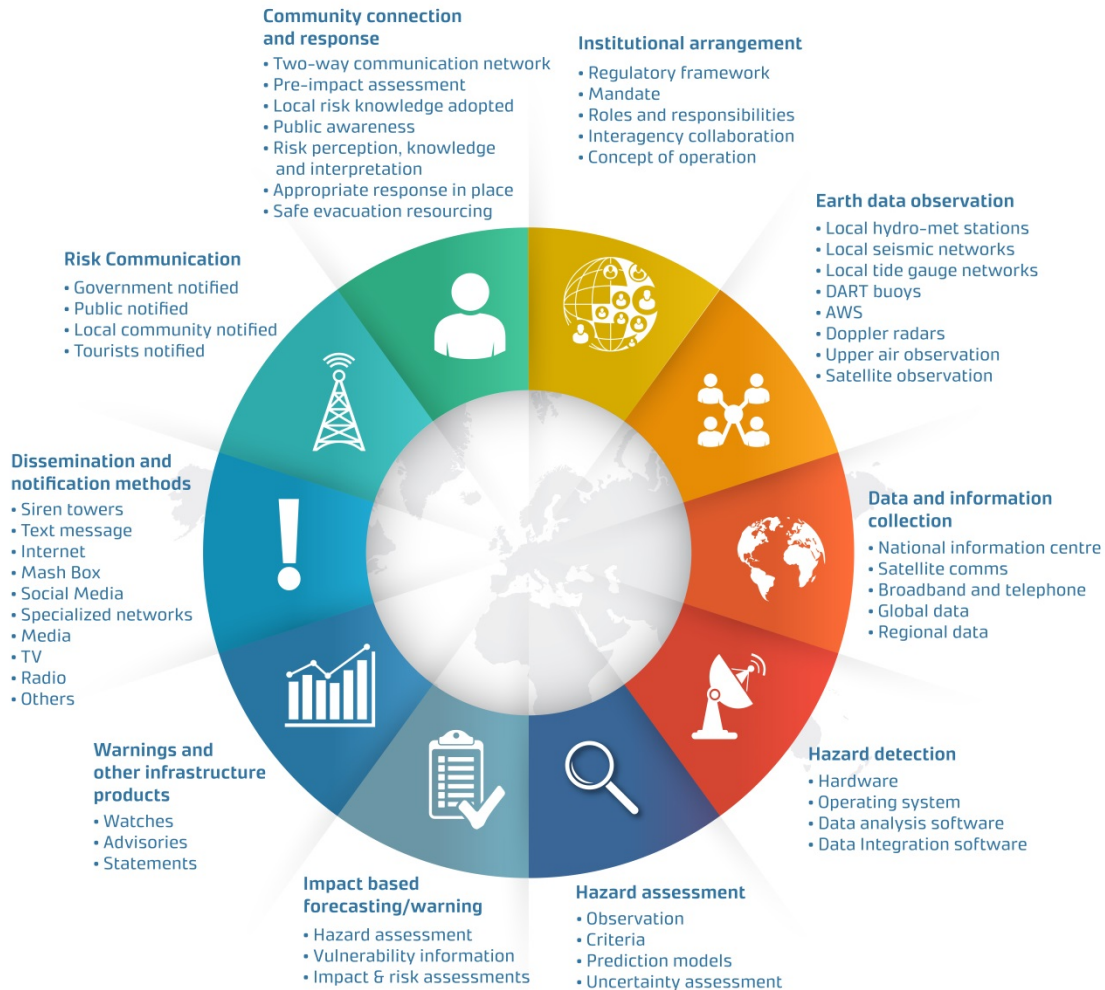 Community connection
and response
• Two-way communication network
• Pre-impact assessment
• Local risk knowledge adopted
• Public awareness
• Risk perception, knowledge
and interpretation
• Appropriate response in place
• Safe evacuation resourcing
Institutional arrangement
• Regulatory framework
• Mandate
• Roles and responsibilities
• Interagency collaboration
• Concept of operation
Earth data observation
• Local hydro-met stations
• Local seismic networks
• Local tide gauge networks
• DART buoys
• AWS
• Doppler radars
• Upper air observation
• Satellite observation
Data and information
collection
• National information centre
• Satellite comms
• Broadband and telephone
• Global data
• Regional data
Hazard detection
• Hardware
• Operating system
• Data analysis software
• Data Integration software
Hazard assessment
• Observation
• Criteria
• Prediction models
• Uncertainty assessment
Impact based
forecasting/warning
• Hazard assessment
• Vulnerability information
• Impact & risk assessments
Warnings and
other infrastructure
products
• Watches
• Advisories
• Statements
Dissemination and
notification methods
• Siren towers
• Text message
• Internet
• Mash Box
• Social Media
• Specialized networks
• Media
• TV
• Radio
• Others
Risk Communication
• Government notified
• Public notified
• Local community notified
• Tourists notified